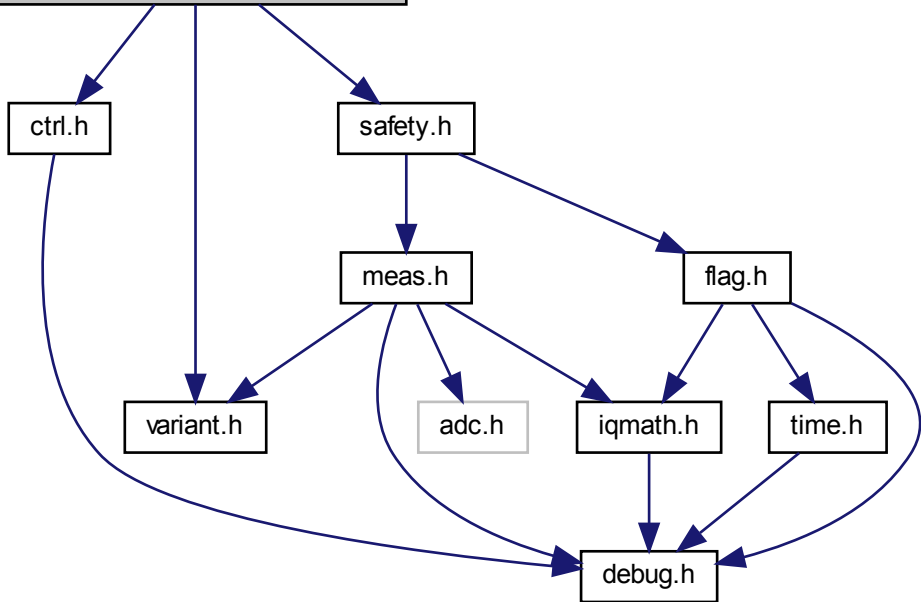 ctrl.h
safety.h
meas.h
flag.h
variant.h
adc.h
iqmath.h
time.h
debug.h